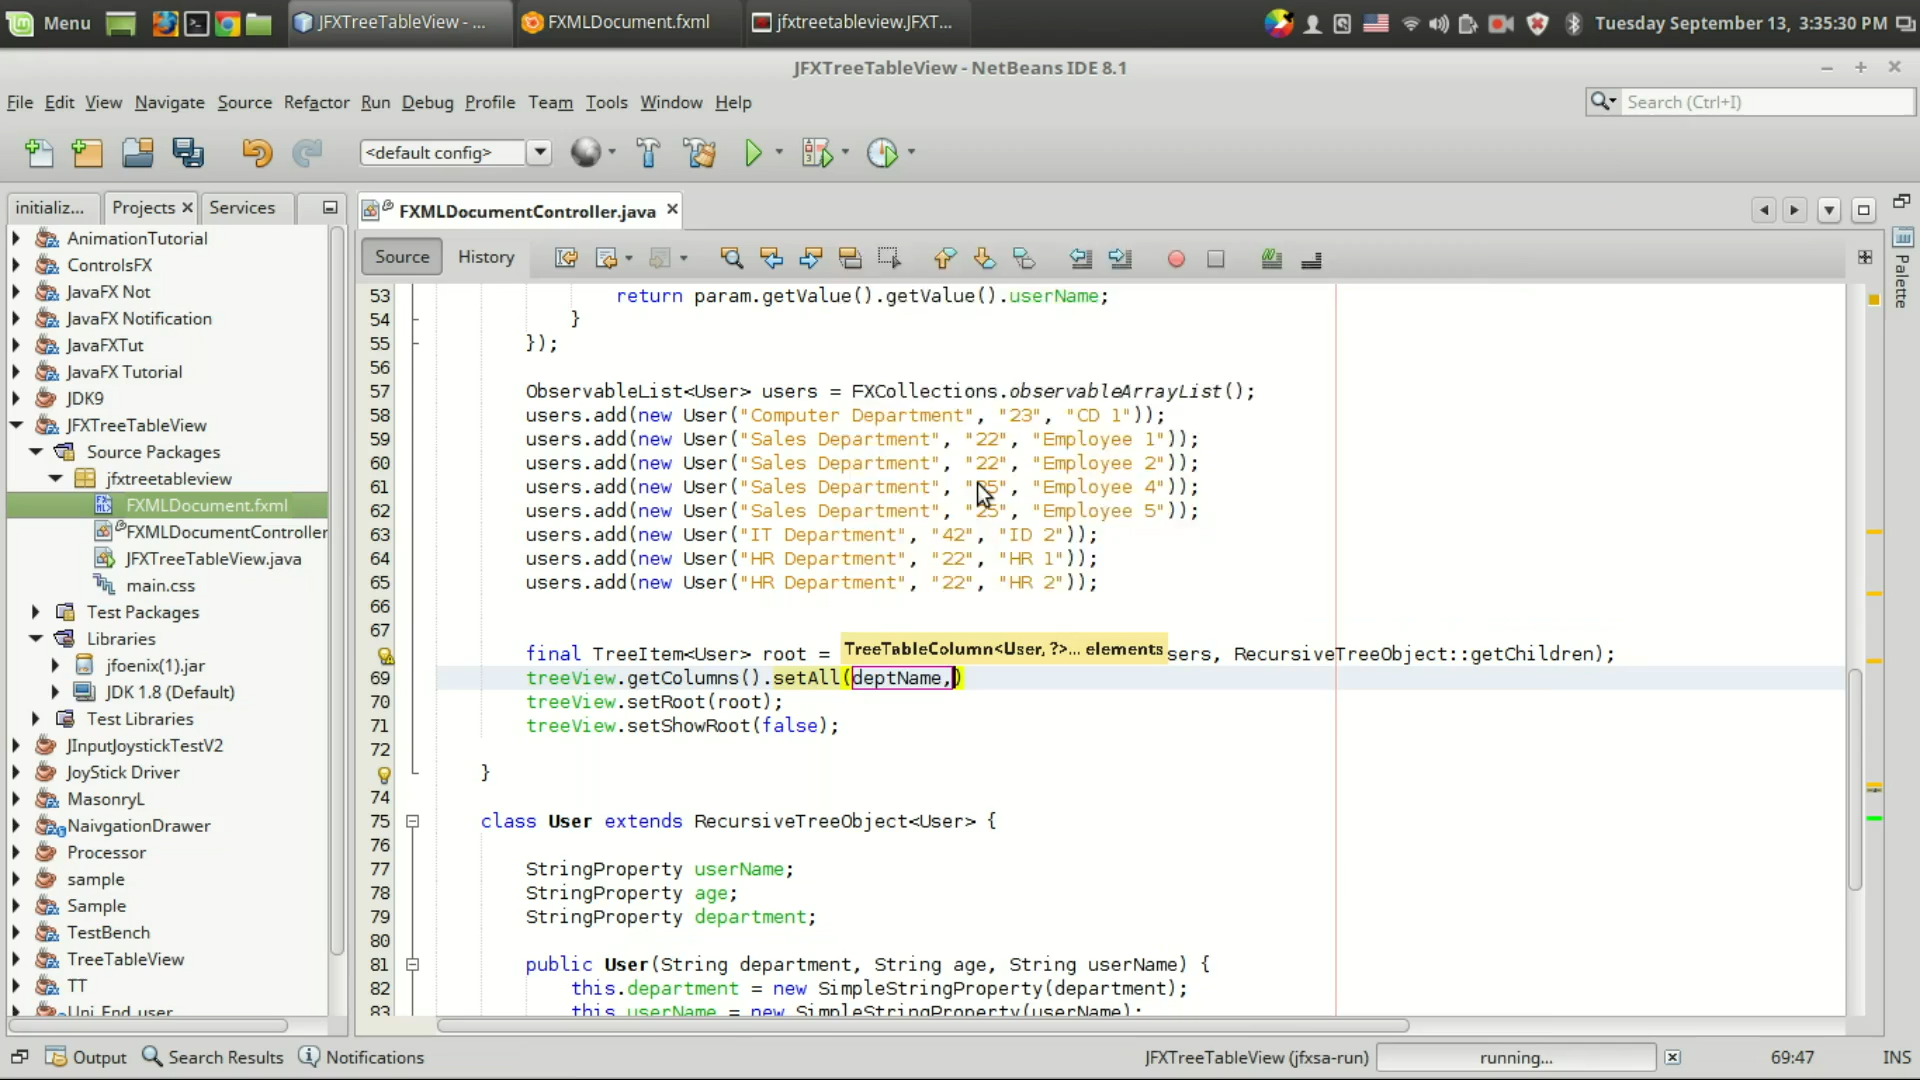 Menu
JFXTreeTableView - ...
FXMLDocument.fxml
jfxtreetableview.JFXT...
Tuesday September 13, 3:35:30 PM
JFXTreeTableView - NetBeans IDE 8.1
File Edit View Navigate Source Refactor Run Debug Profile Team Tools Window Help
Search (Ctrl+I)
<default config>
initializ... Projects Services
FXMLDocumentController.java
Source History
Palette
AnimationTutorial
ControlsFX
JavaFX Not
JavaFX Notification
JavaFXTut
JavaFX Tutorial
JDK9
JFXTreeTableView
Source Packages
jfxtreetableview
FXMLDocument.fxml
FXMLDocumentController
JFXTreeTableView.java
main.css
Test Packages
Libraries
jfoenix(1).jar
JDK 1.8 (Default)
Test Libraries
JInputJoystickTestV2
JoyStick Driver
MasonryL
NaivgationDrawer
Processor
sample
Sample
TestBench
TreeTableView
TT
Uni End user
53 return param.getValue().getValue().userName;
54 }
55 });
56
57 ObservableList<User> users = FXCollections.observableArrayList();
58 users.add(new User("Computer Department", "23", "CD 1"));
59 users.add(new User("Sales Department", "22", "Employee 1"));
60 users.add(new User("Sales Department", "22", "Employee 2"));
61 users.add(new User("Sales Department", "25", "Employee 4"));
62 users.add(new User("Sales Department", "25", "Employee 5"));
63 users.add(new User("IT Department", "42", "ID 2"));
64 users.add(new User("HR Department", "22", "HR 1"));
65 users.add(new User("HR Department", "22", "HR 2"));
66
67
TreeTableColumn<User, ?>... elements
final TreeItem<User> root = sers, RecursiveTreeObject::getChildren);
69 treeView.getColumns().setAll(deptName,)
70 treeView.setRoot(root);
71 treeView.setShowRoot(false);
72
}
74
75 class User extends RecursiveTreeObject<User> {
76
77 StringProperty userName;
78 StringProperty age;
79 StringProperty department;
80
81 public User(String department, String age, String userName) {
82 this.department = new SimpleStringProperty(department);
83 this.userName = new SimpleStringProperty(userName);
Output Search Results Notifications
JFXTreeTableView (jfxsa-run) running...
69:47 INS